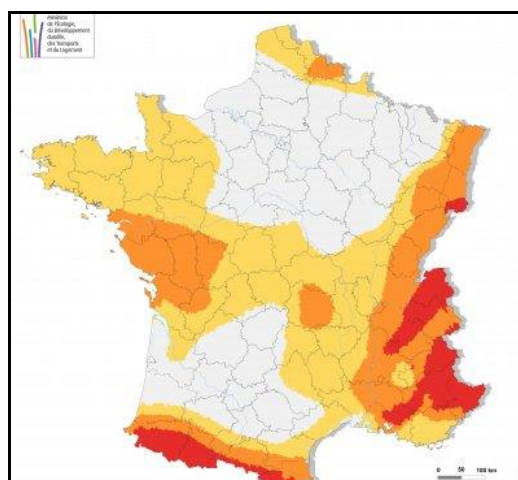 ministère
de l'Écologie,
du Développement
durable,
des Transports
et du Logement
0 50 100 km